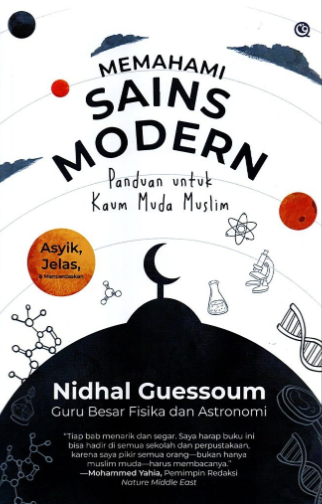 MEMAHAMI
SAINS
MODERN
Panduan untuk
Kaum Muda Muslim
Asyik,
Jelas,
& Mencerdaskan
Nidhal Guessoum
Guru Besar Fisika dan Astronomi
"Tiap bab menarik dan segar. Saya harap buku ini
bisa hadir di semua sekolah dan perpustakaan,
karena saya pikir semua orang—bukan hanya
muslim muda—harus membacanya."
—Mohammed Yahia, Pemimpin Redaksi
Nature Middle East